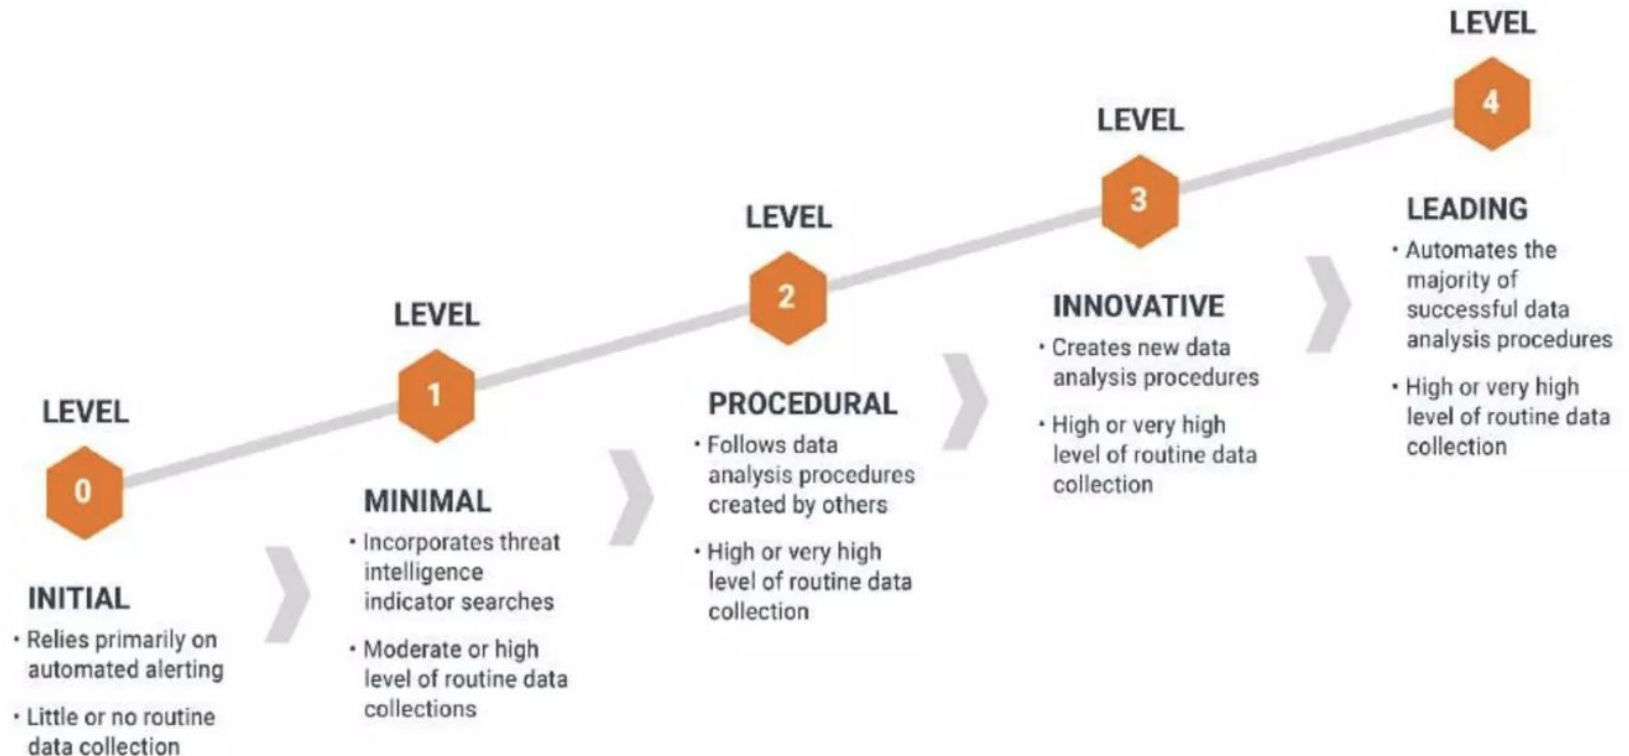 LEVEL
0
INITIAL
• Relies primarily on
automated alerting
• Little or no routine
data collection
LEVEL
1
MINIMAL
• Incorporates threat
intelligence
indicator searches
• Moderate or high
level of routine data
collections
LEVEL
2
PROCEDURAL
• Follows data
analysis procedures
created by others
• High or very high
level of routine data
collection
LEVEL
3
INNOVATIVE
• Creates new data
analysis procedures
• High or very high
level of routine data
collection
LEVEL
4
LEADING
• Automates the
majority of
successful data
analysis procedures
• High or very high
level of routine data
collection